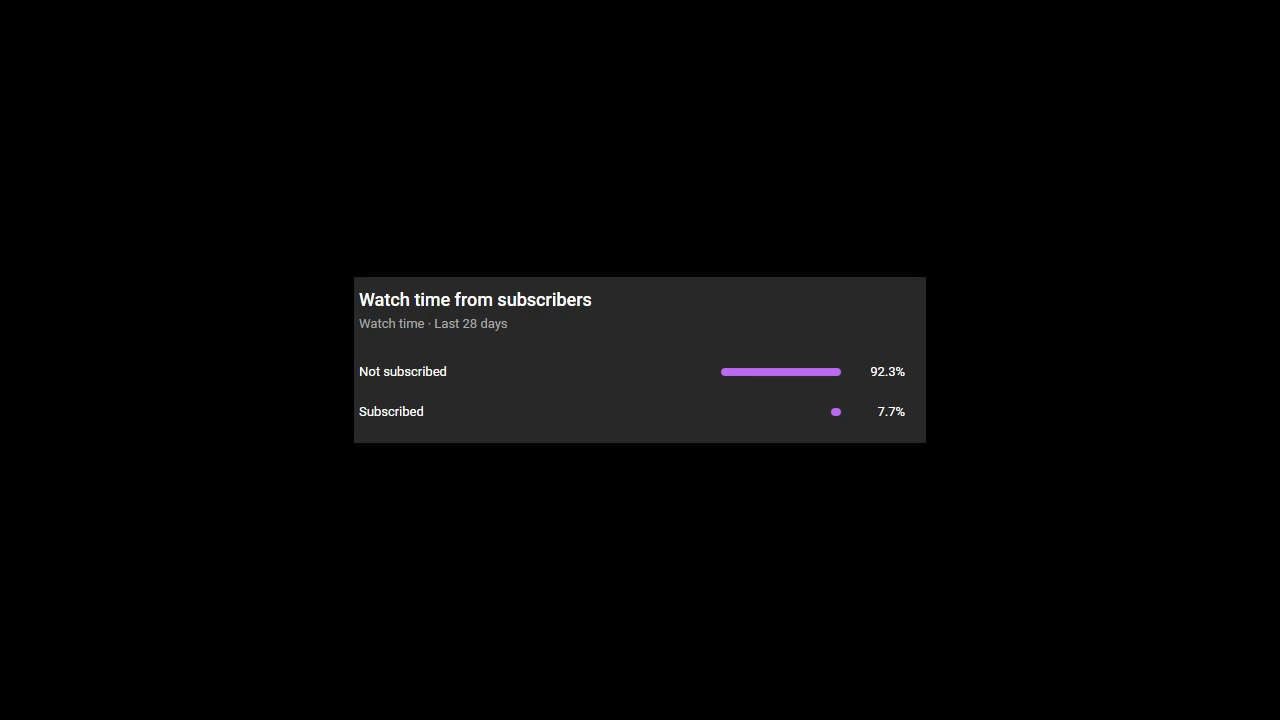 Watch time from subscribers
Watch time · Last 28 days
Not subscribed 92.3%
Subscribed 7.7%